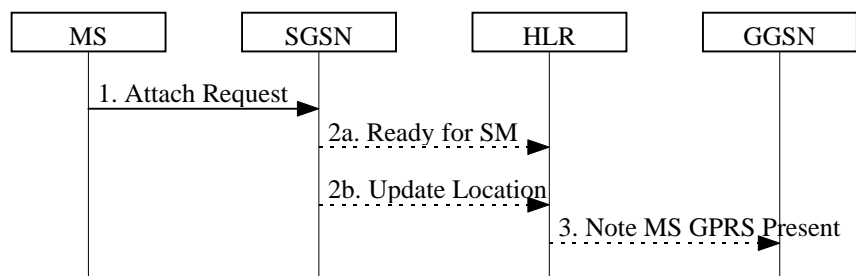 MS SGSN HLR GGSN
1. Attach Request
2a. Ready for SM
2b. Update Location
3. Note MS GPRS Present